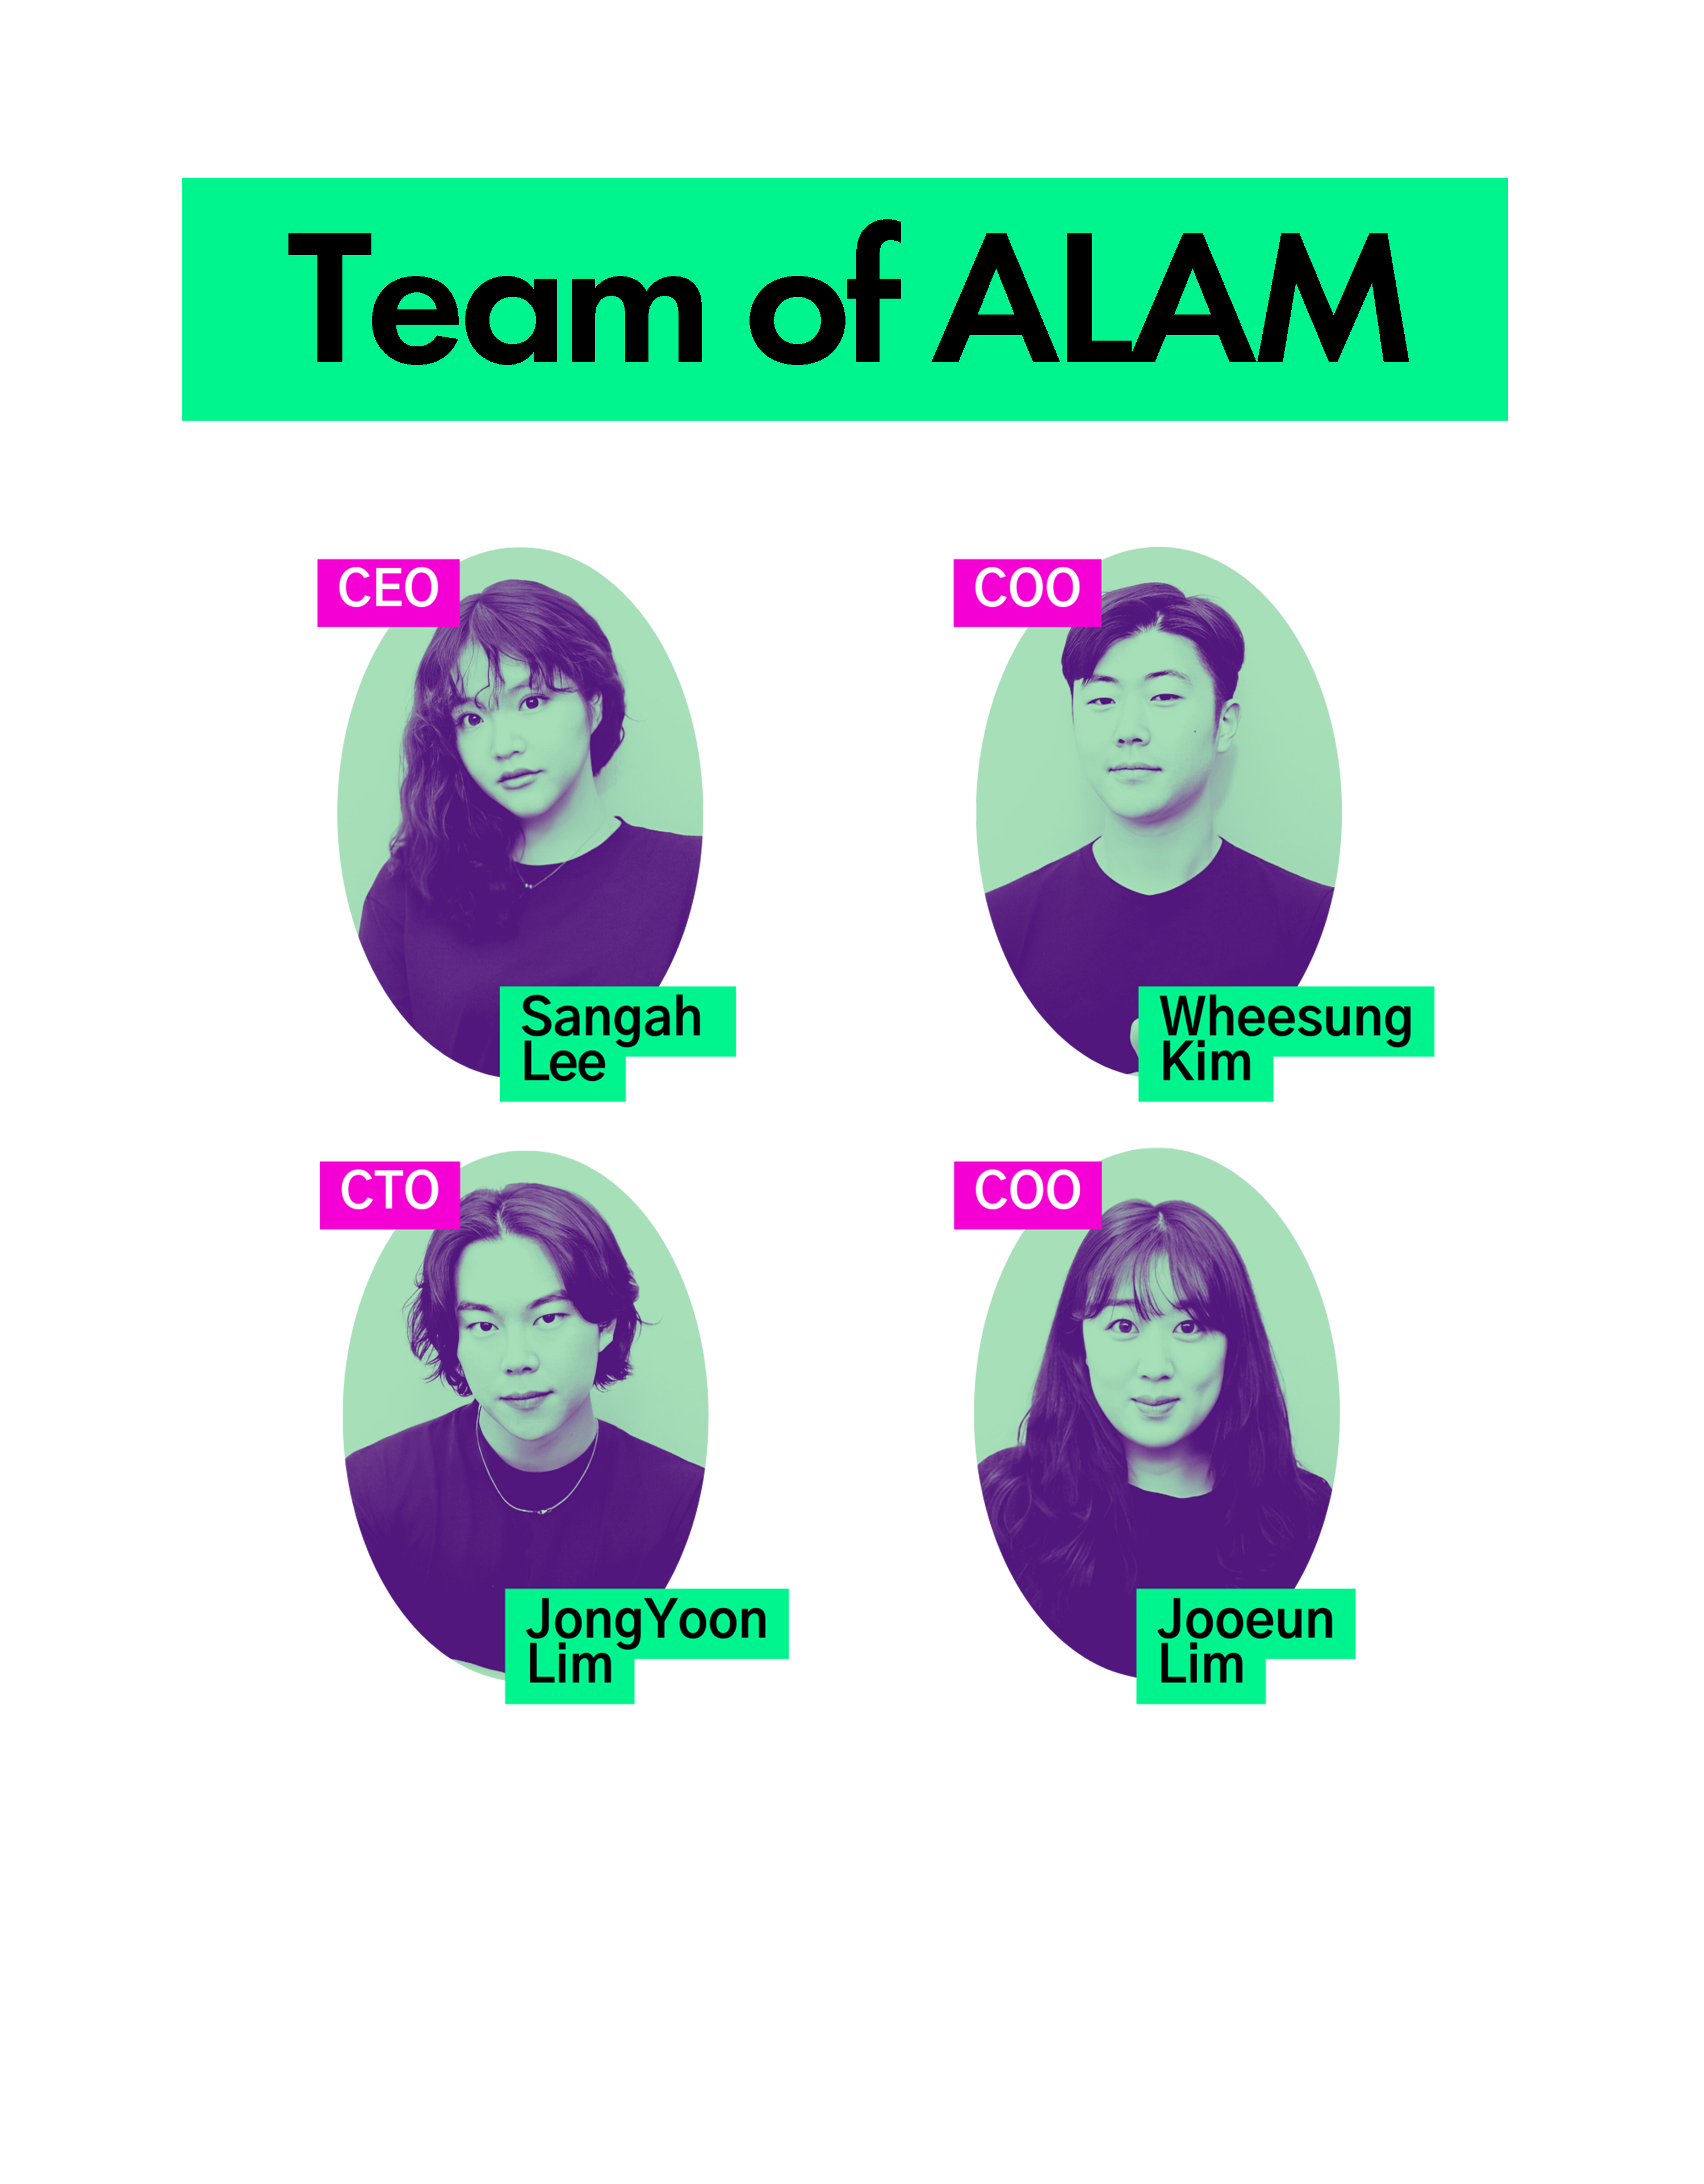 Team of ALAM
CEO
Sangah
Lee
COO
Wheesung
Kim
CTO
JongYoon
Lim
COO
Jooeun
Lim